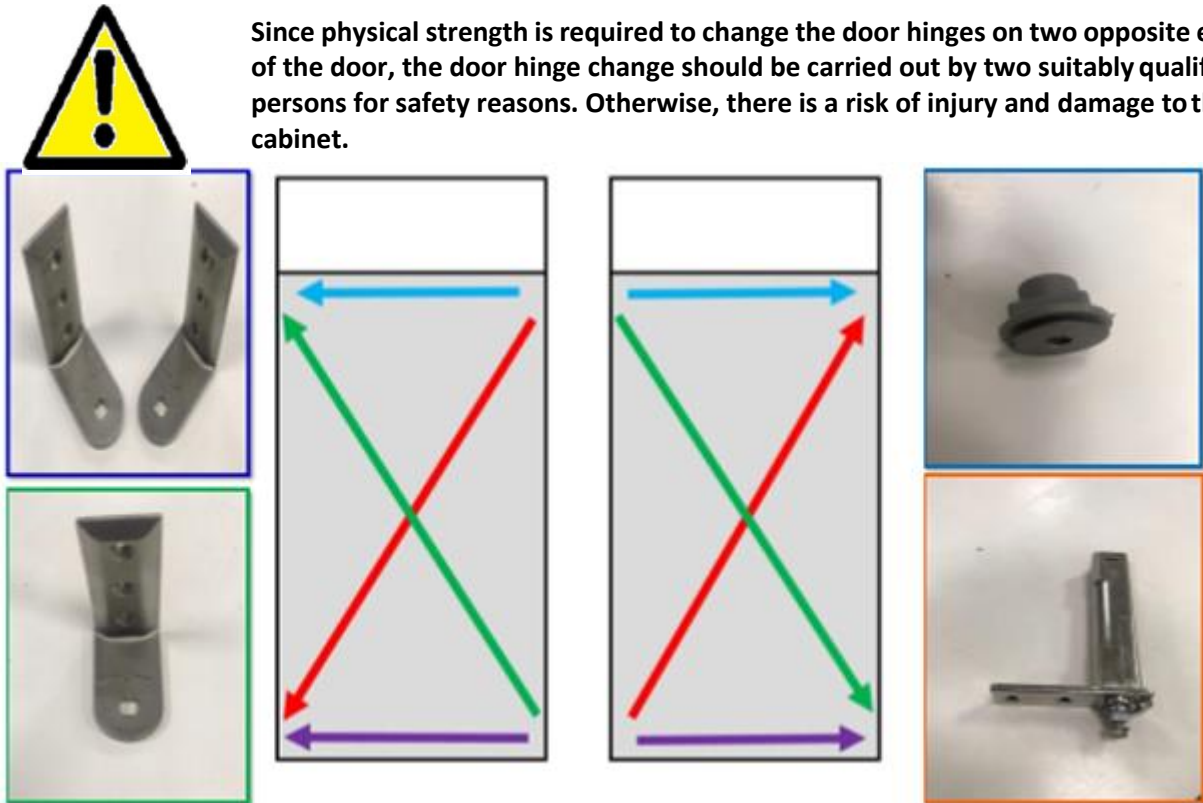 Since physical strength is required to change the door hinges on two opposite
of the door, the door hinge change should be carried out by two suitably
persons for safety reasons. Otherwise, there is a risk of injury and damage to
cabinet.